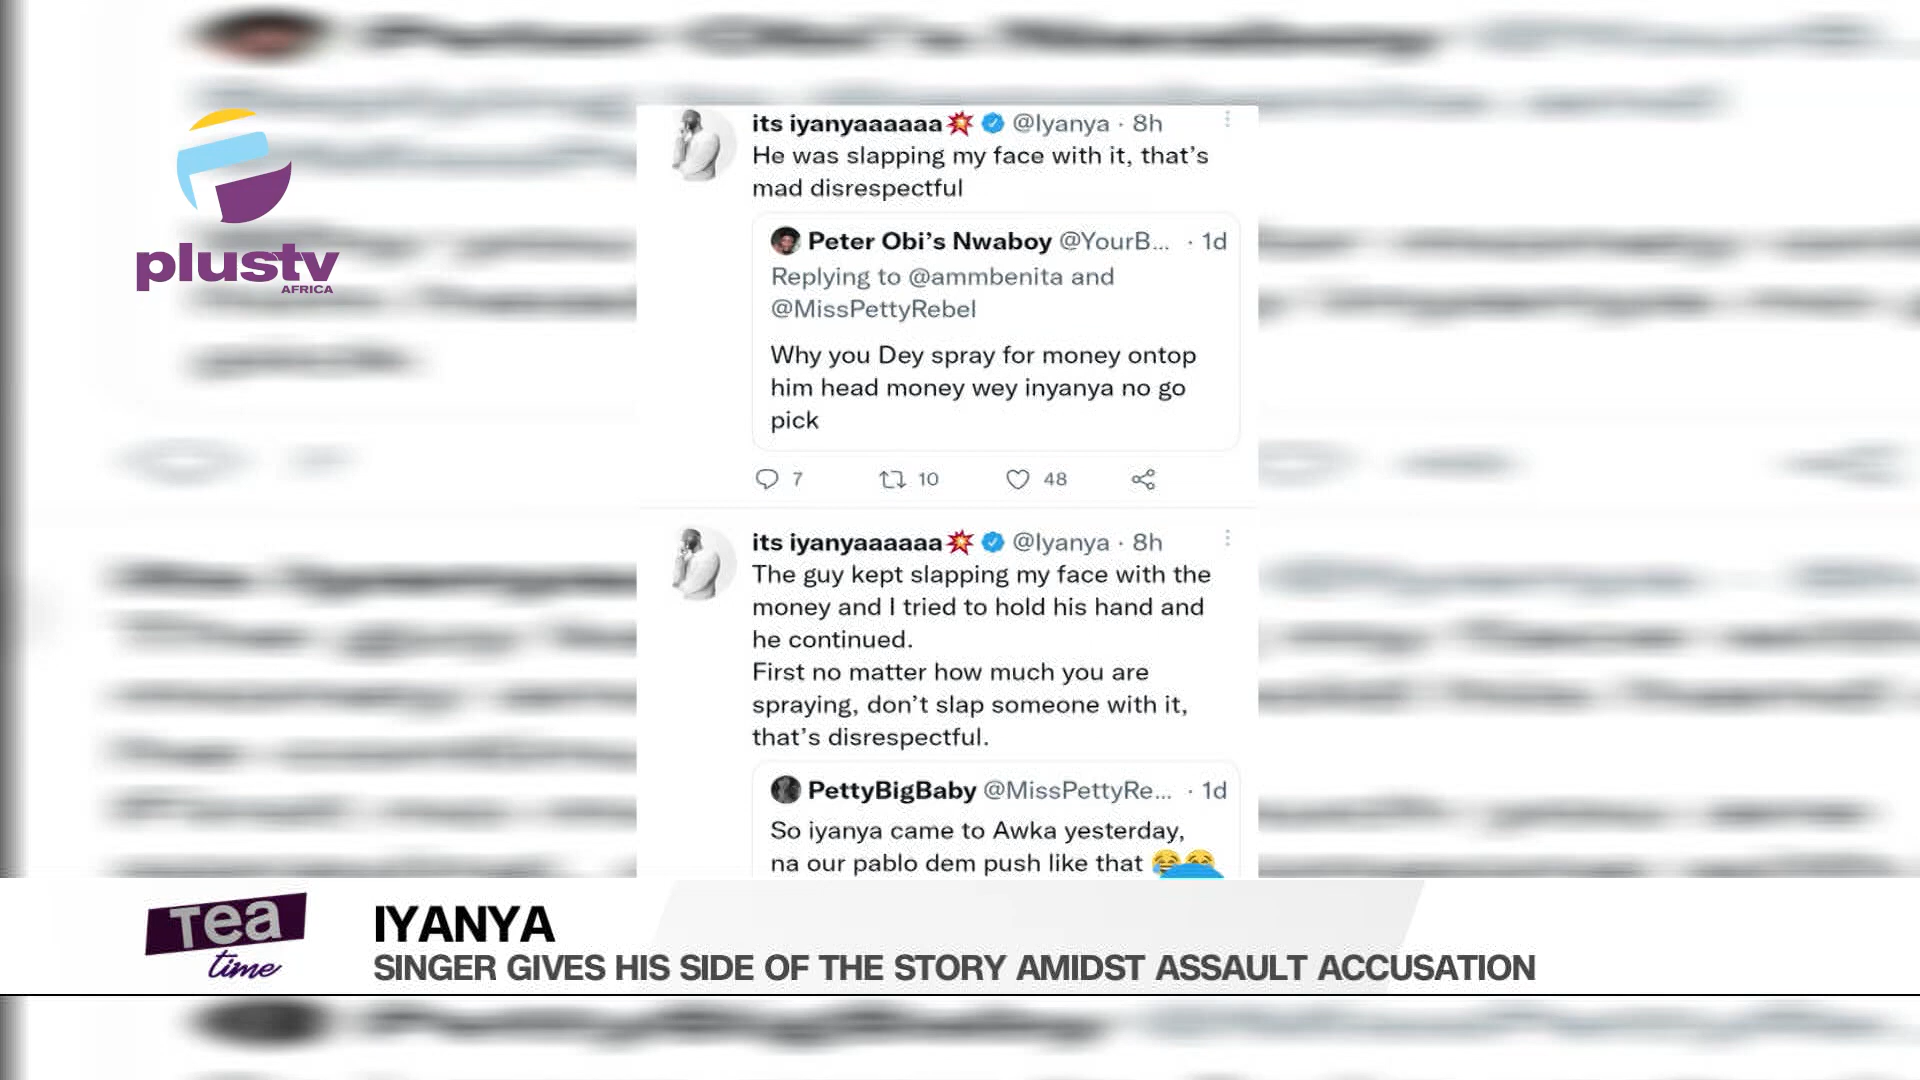 plustv
AFRICA
its iyanyaaaaaa💥 @Iyanya · 8h
He was slapping my face with it, that's
mad disrespectful
Peter Obi's Nwaboy @YourB... · 1d
Replying to @ammbenita and
@MissPettyRebel
Why you Dey spray for money ontop
him head money wey inyanya no go
pick
7 10 48
its iyanyaaaaaa💥 @Iyanya · 8h
The guy kept slapping my face with the
money and I tried to hold his hand and
he continued.
First no matter how much you are
spraying, don't slap someone with it,
that's disrespectful.
PettyBigBaby @MissPettyRe... · 1d
So iyanya came to Awka yesterday,
na our pablo dem push like that 😂😂
Tea
time
IYANYA
SINGER GIVES HIS SIDE OF THE STORY AMIDST ASSAULT ACCUSATION